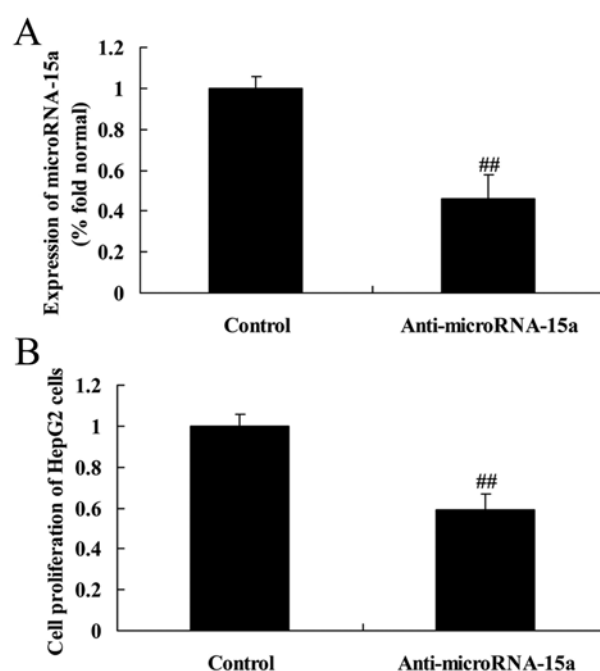 A
Expression of microRNA-15a
(% fold normal)
1.2
1
0.8
0.6
0.4
0.2
0
##
Control
Anti-microRNA-15a
B
Cell proliferation of HepG2 cells
1.2
1
0.8
0.6
0.4
0.2
0
##
Control
Anti-microRNA-15a